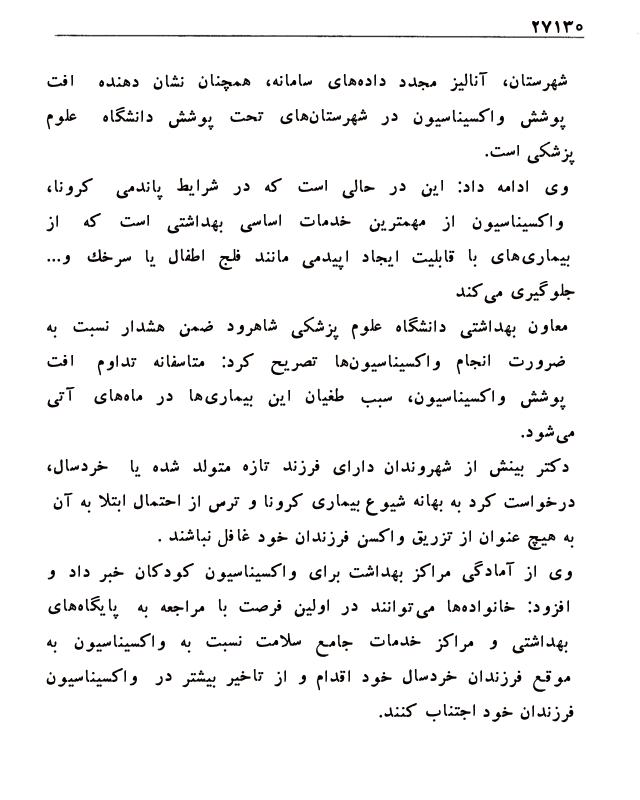 ۲۷۱۳۰
شهرستان، آنالیز مجدد داده‌های سامانه، همچنان نشان دهنده افت
پوشش واکسیناسیون در شهرستان‌های تحت پوشش دانشگاه علوم
پزشکی است.
وی ادامه داد: این در حالی است که در شرایط پاندمی کرونا،
واکسیناسیون از مهمترین خدمات اساسی بهداشتی است که از
بیماری‌های با قابلیت ایجاد اپیدمی مانند فلج اطفال یا سرخک و...
جلوگیری می‌کند
معاون بهداشتی دانشگاه علوم پزشکی شاهرود ضمن هشدار نسبت به
ضرورت انجام واکسیناسیون‌ها تصریح کرد: متاسفانه تداوم افت
پوشش واکسیناسیون، سبب طغیان این بیماری‌ها در ماه‌های آتی
می‌شود.
دکتر بینش از شهروندان دارای فرزند تازه متولد شده یا خردسال،
درخواست کرد به بهانه شیوع بیماری کرونا و ترس از احتمال ابتلا به آن
به هیچ عنوان از تزریق واکسن فرزندان خود غافل نباشند .
وی از آمادگی مراکز بهداشت برای واکسیناسیون کودکان خبر داد و
افزود: خانواده‌ها می‌توانند در اولین فرصت با مراجعه به پایگاه‌های
بهداشتی و مراکز خدمات جامع سلامت نسبت به واکسیناسیون به
موقع فرزندان خردسال خود اقدام و از تاخیر بیشتر در واکسیناسیون
فرزندان خود اجتناب کنند.